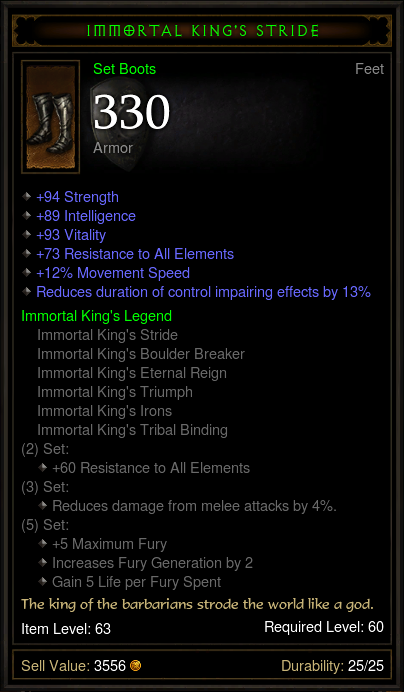 IMMORTAL KING'S STRIDE
Set Boots Feet
330
Armor
+94 Strength
+89 Intelligence
+93 Vitality
+73 Resistance to All Elements
+12% Movement Speed
Reduces duration of control impairing effects by 13%
Immortal King's Legend
Immortal King's Stride
Immortal King's Boulder Breaker
Immortal King's Eternal Reign
Immortal King's Triumph
Immortal King's Irons
Immortal King's Tribal Binding
(2) Set:
+60 Resistance to All Elements
(3) Set:
Reduces damage from melee attacks by 4%.
(5) Set:
+5 Maximum Fury
Increases Fury Generation by 2
Gain 5 Life per Fury Spent
The king of the barbarians strode the world like a god.
Item Level: 63 Required Level: 60
Sell Value: 3556 Durability: 25/25